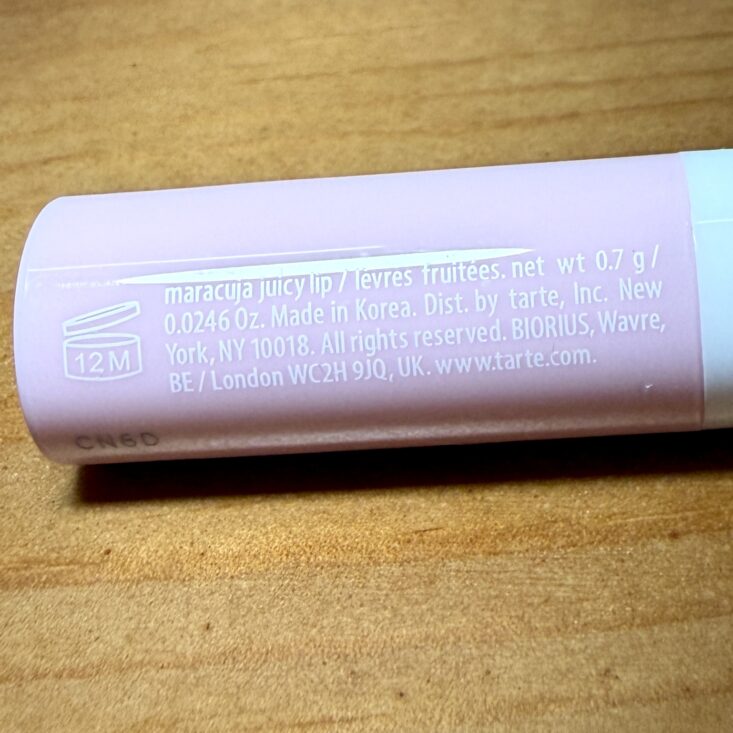 maracuja juicy lip / lèvres fruitées. net wt 0.7 g /
0.0246 Oz. Made in Korea. Dist. by tarte, Inc. New
York, NY 10018. All rights reserved. BIORIUS, Wavre,
BE / London WC2H 9JQ, UK. www.tarte.com.
12M
CN6D